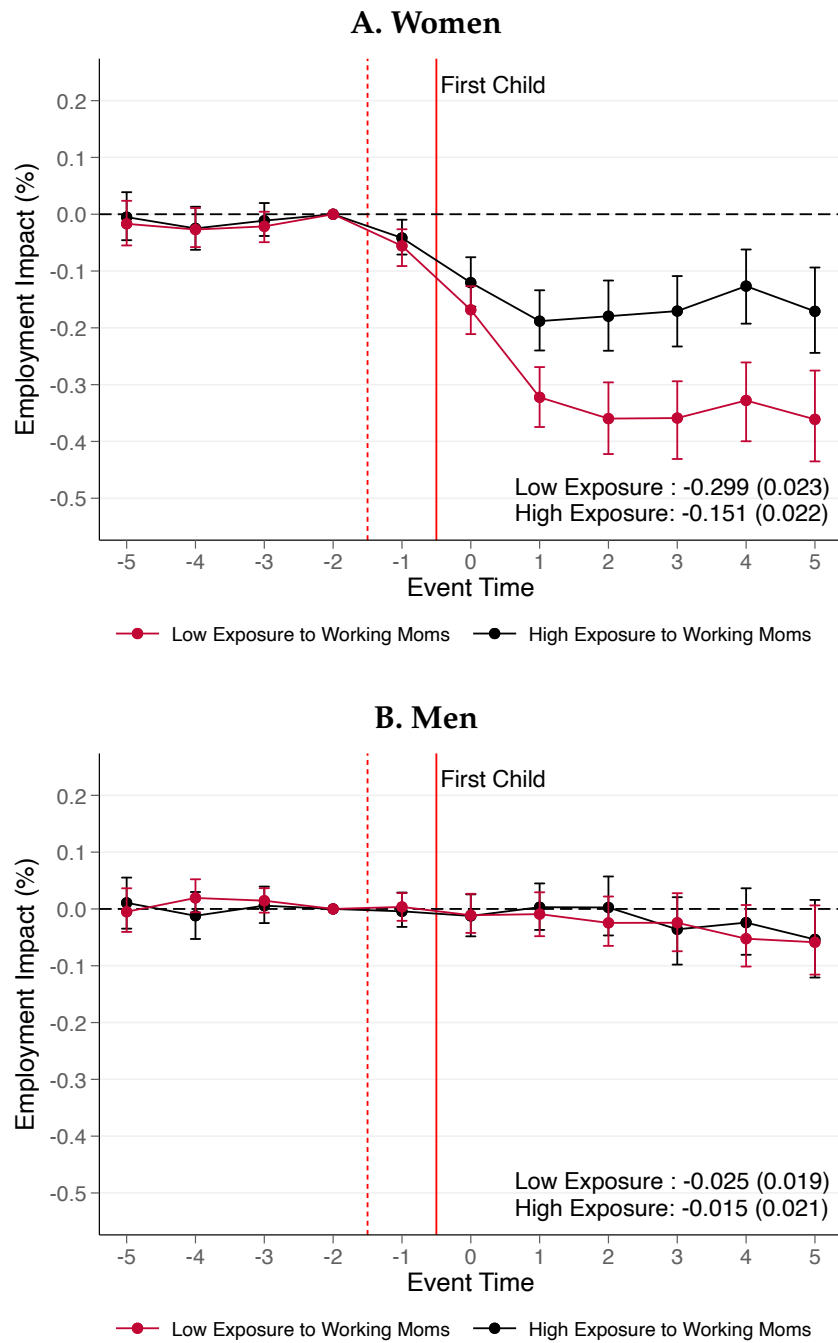 A. Women
First Child
0.2
0.1
0.0
-0.1
-0.2
-0.3
-0.4
-0.5
Employment Impact (%)
Low Exposure : -0.299 (0.023)
High Exposure: -0.151 (0.022)
-5 -4 -3 -2 -1 0 1 2 3 4 5
Event Time
Low Exposure to Working Moms High Exposure to Working Moms
B. Men
First Child
0.2
0.1
0.0
-0.1
-0.2
-0.3
-0.4
-0.5
Employment Impact (%)
Low Exposure : -0.025 (0.019)
High Exposure: -0.015 (0.021)
-5 -4 -3 -2 -1 0 1 2 3 4 5
Event Time
Low Exposure to Working Moms High Exposure to Working Moms